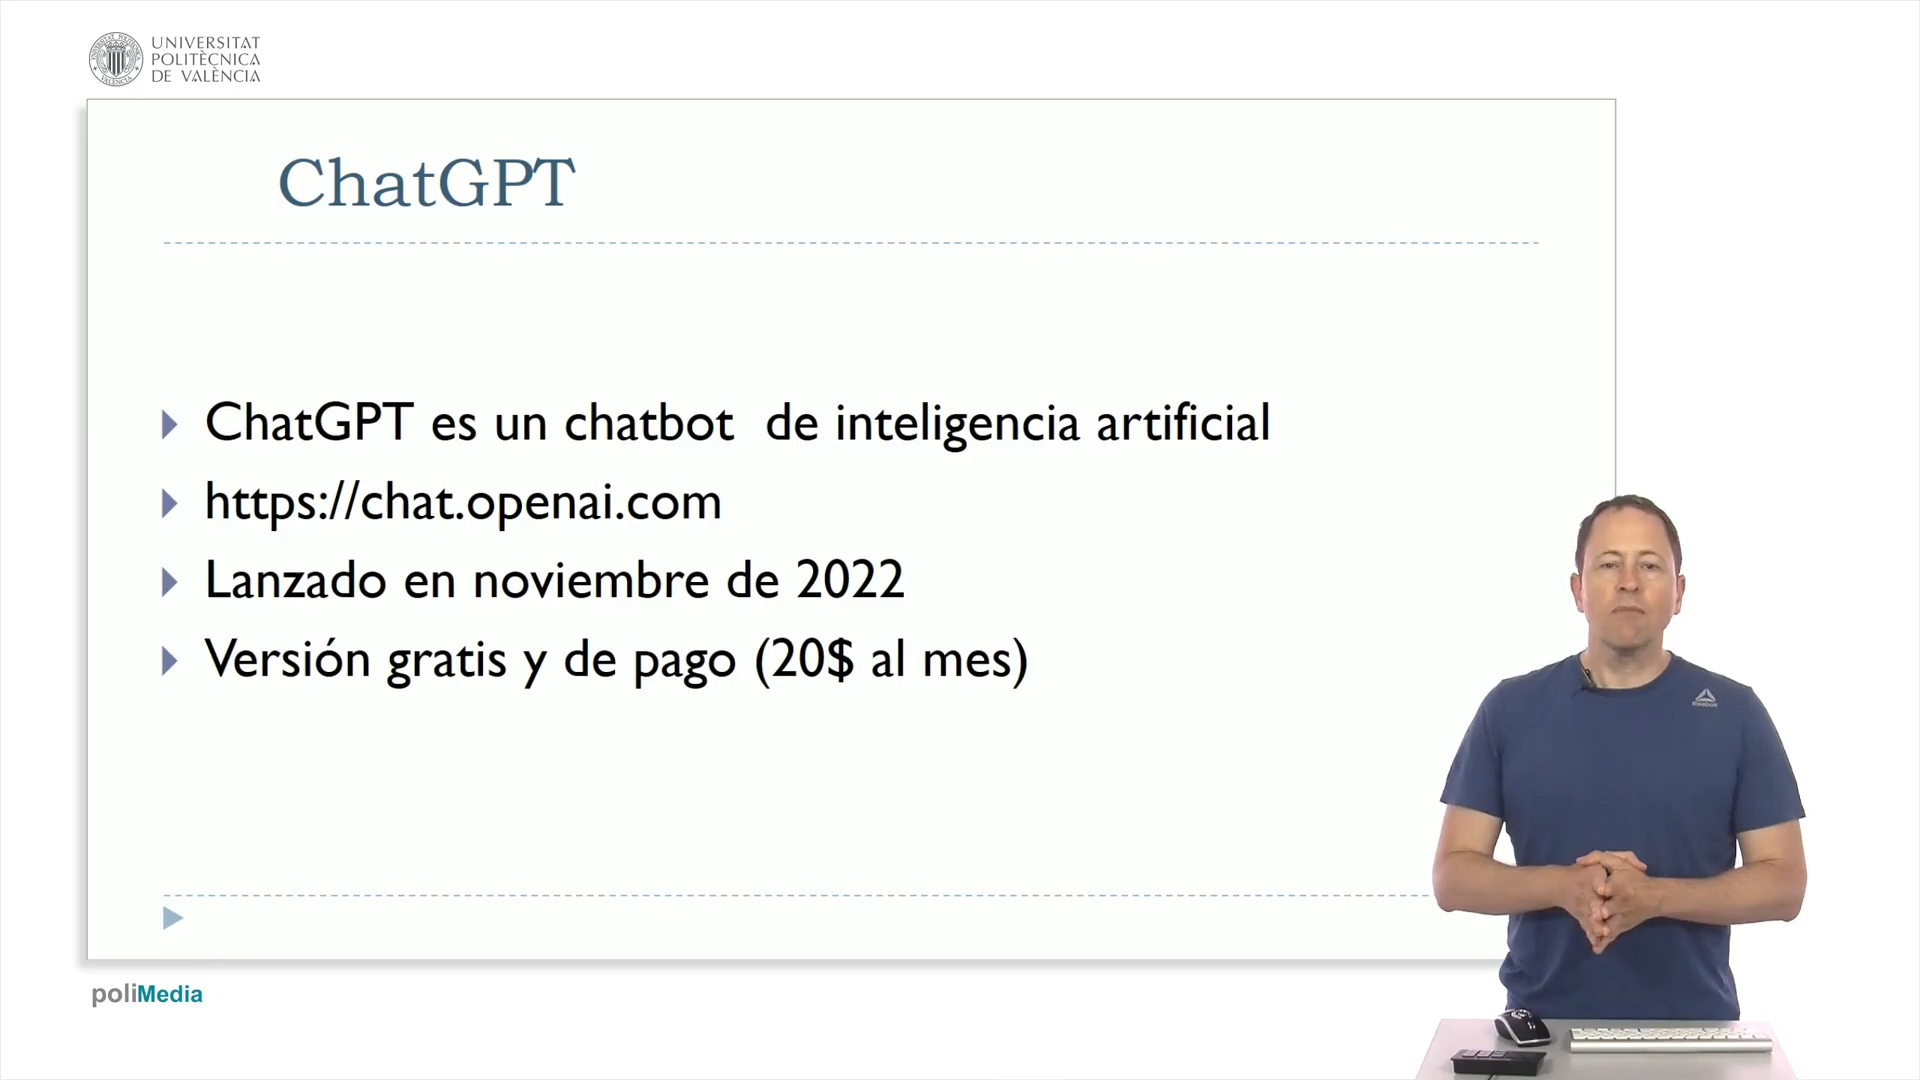 UNIVERSITAT
POLITÈCNICA
DE VALÈNCIA
ChatGPT
ChatGPT es un chatbot de inteligencia artificial
https://chat.openai.com
Lanzado en noviembre de 2022
Versión gratis y de pago (20$ al mes)
Reebok
poliMedia